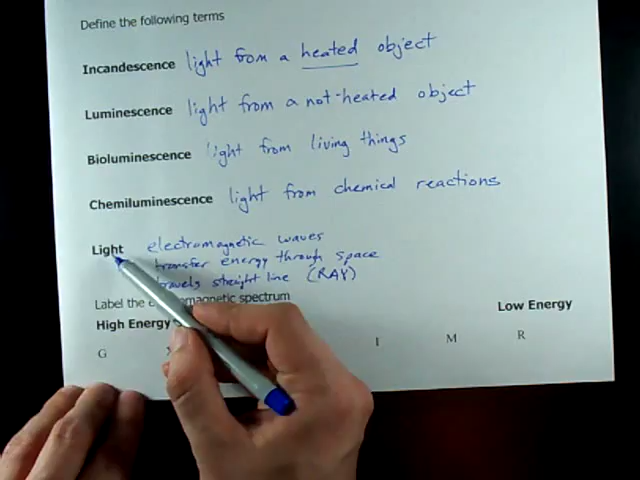 Define the following terms
Incandescence light from a heated object
Luminescence light from a not-heated object
Bioluminescence light from living things
Chemiluminescence light from chemical reactions
Light electromagnetic waves
transfer energy through space
travels straight line (RAY)
Label the electromagnetic spectrum
High Energy Low Energy
G I M R